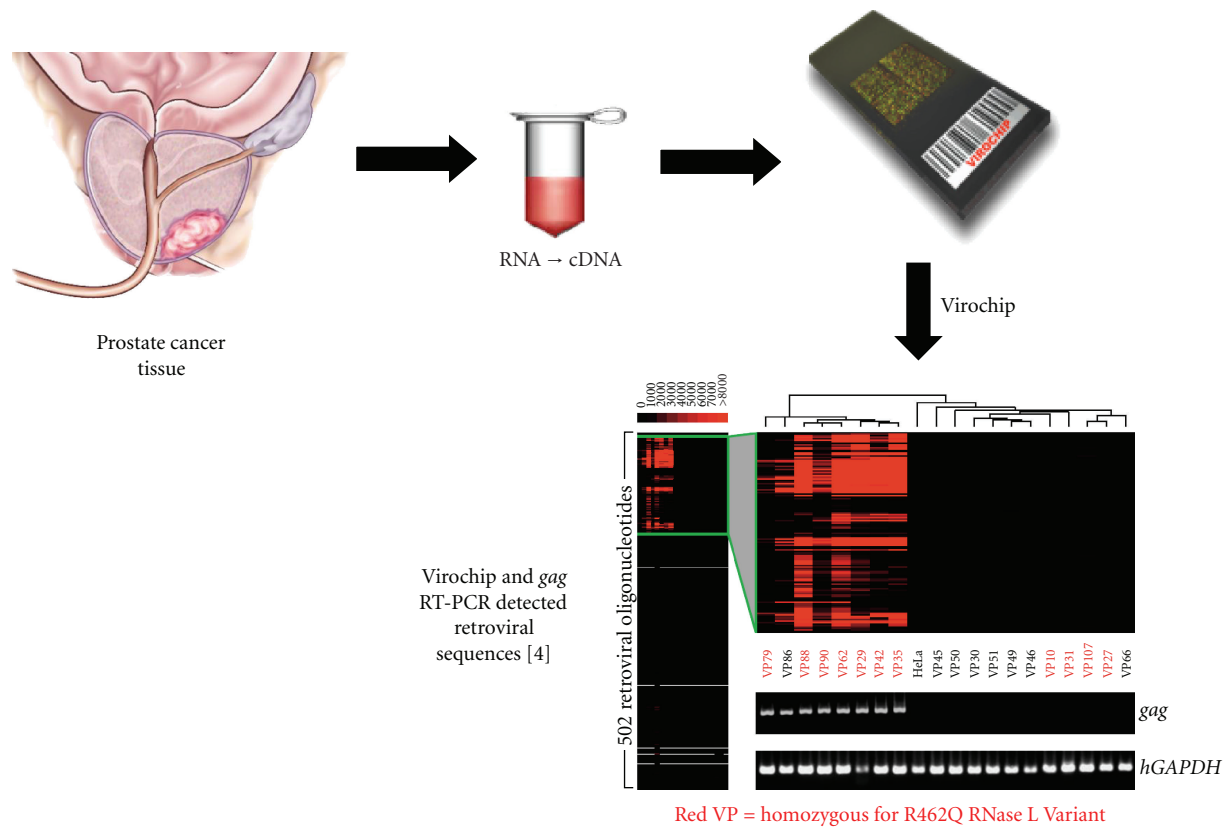 RNA → cDNA
VIROCHIP
Prostate cancer
tissue
Virochip
0
1000
2000
3000
4000
5000
6000
7000
>8000
502 retroviral oligonucleotides
Virochip and gag
RT-PCR detected
retroviral
sequences [4]
VP79
VP86
VP88
VP90
VP62
VP29
VP42
VP35
HeLa
VP45
VP50
VP30
VP51
VP49
VP46
VP10
VP31
VP107
VP27
VP66
gag
hGAPDH
Red VP = homozygous for R462Q RNase L Variant